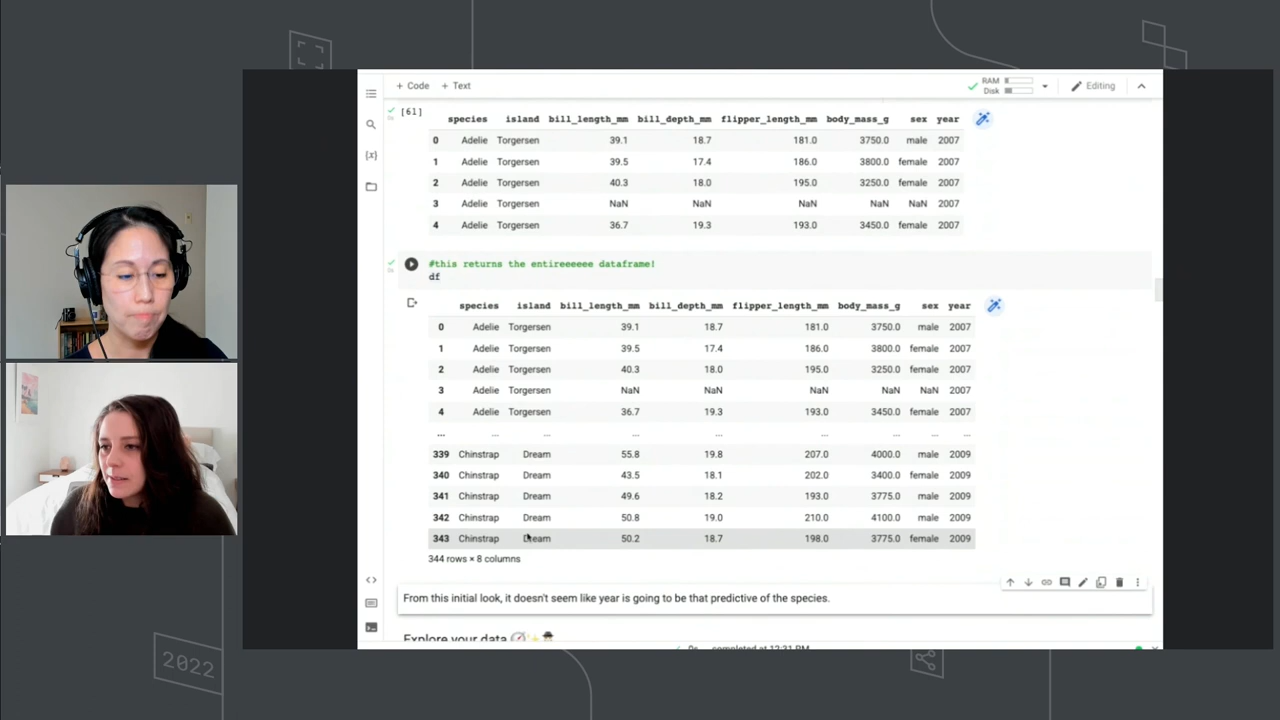 + Code + Text
RAM
Disk
Editing
[61]
species island bill_length_mm bill_depth_mm flipper_length_mm body_mass_g sex year
0 Adelie Torgersen 39.1 18.7 181.0 3750.0 male 2007
1 Adelie Torgersen 39.5 17.4 186.0 3800.0 female 2007
2 Adelie Torgersen 40.3 18.0 195.0 3250.0 female 2007
3 Adelie Torgersen NaN NaN NaN NaN NaN 2007
4 Adelie Torgersen 36.7 19.3 193.0 3450.0 female 2007
#this returns the entireeeeee dataframe!
df
species island bill_length_mm bill_depth_mm flipper_length_mm body_mass_g sex year
0 Adelie Torgersen 39.1 18.7 181.0 3750.0 male 2007
1 Adelie Torgersen 39.5 17.4 186.0 3800.0 female 2007
2 Adelie Torgersen 40.3 18.0 195.0 3250.0 female 2007
3 Adelie Torgersen NaN NaN NaN NaN NaN 2007
4 Adelie Torgersen 36.7 19.3 193.0 3450.0 female 2007
... ... ... ... ... ... ... ... ...
339 Chinstrap Dream 55.8 19.8 207.0 4000.0 male 2009
340 Chinstrap Dream 43.5 18.1 202.0 3400.0 female 2009
341 Chinstrap Dream 49.6 18.2 193.0 3775.0 male 2009
342 Chinstrap Dream 50.8 19.0 210.0 4100.0 male 2009
343 Chinstrap Dream 50.2 18.7 198.0 3775.0 female 2009
344 rows × 8 columns
From this initial look, it doesn't seem like year is going to be that predictive of the species.
Explore your data
0s completed at 12:31 PM
2022